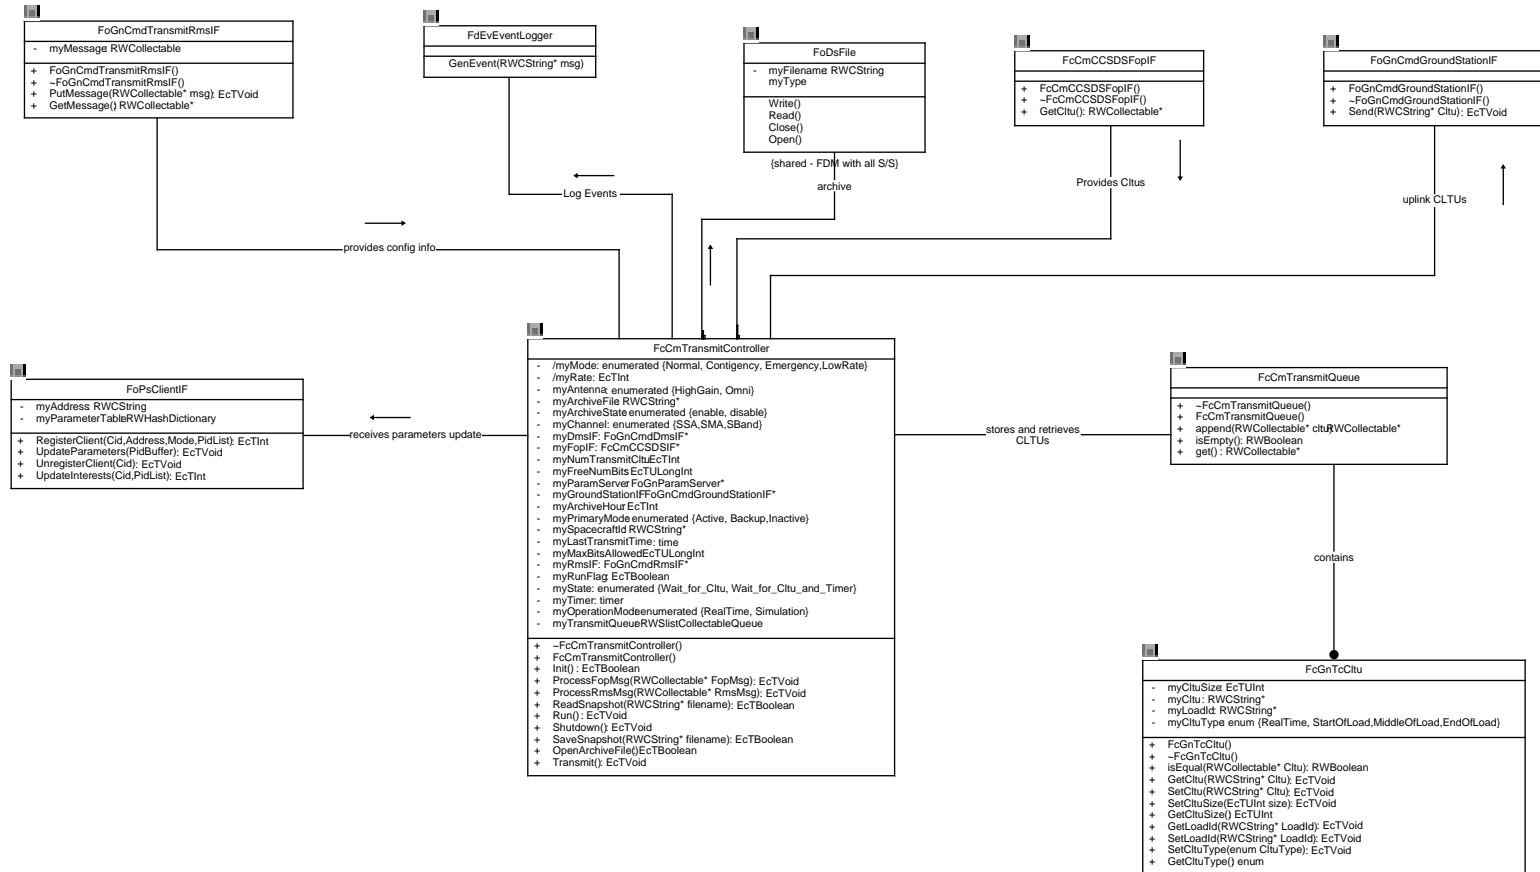 FoGnCmdTransmitRmsIF
- myMessage: RWCollectable
+ FoGnCmdTransmitRmsIF()
+ ~FoGnCmdTransmitRmsIF()
+ PutMessage(RWCollectable* msg): EcTVoid
+ GetMessage(): RWCollectable*
FdEvEventLogger
GenEvent(RWCString* msg)
FoDsFile
- myFilename: RWCString
myType
Write()
Read()
Close()
Open()
{shared - FDM with all S/S}
archive
FcCmCCSDSFopIF
+ FcCmCCSDSFopIF()
+ ~FcCmCCSDSFopIF()
+ GetCltu(): RWCollectable*
FoGnCmdGroundStationIF
+ FoGnCmdGroundStationIF()
+ ~FoGnCmdGroundStationIF()
+ Send(RWCString* Cltu): EcTVoid
Log Events
Provides Cltus
uplink CLTUs
provides config info
FoPsClientIF
- myAddress: RWCString
- myParameterTable: RWHashDictionary
+ RegisterClient(Cid,Address,Mode,PidList): EcTInt
+ UpdateParameters(PidBuffer): EcTVoid
+ UnregisterClient(Cid): EcTVoid
+ UpdateInterests(Cid,PidList): EcTInt
receives parameters update
FcCmTransmitController
- /myMode: enumerated {Normal, Contigency, Emergency,LowRate}
- /myRate: EcTInt
- myAntenna: enumerated {HighGain, Omni}
- myArchiveFile: RWCString*
- myArchiveState: enumerated {enable, disable}
- myChannel: enumerated {SSA,SMA,SBand}
- myDmsIF: FoGnCmdDmsIF*
- myFopIF: FcCmCCSDSIF*
- myNumTransmitCltu: EcTInt
- myFreeNumBits: EcTULongInt
- myParamServer: FoGnParamServer*
- myGroundStationIF: FoGnCmdGroundStationIF*
- myArchiveHour: EcTInt
- myPrimaryMode: enumerated {Active, Backup,Inactive}
- mySpacecraftId: RWCString*
- myLastTransmitTime: time
- myMaxBitsAllowed: EcTULongInt
- myRmsIF: FoGnCmdRmsIF*
- myRunFlag: EcTBoolean
- myState: enumerated {Wait_for_Cltu, Wait_for_Cltu_and_Timer}
- myTimer: timer
- myOperationMode: enumerated {RealTime, Simulation}
- myTransmitQueue: RWSlistCollectableQueue
+ ~FcCmTransmitController()
+ FcCmTransmitController()
+ Init(): EcTBoolean
+ ProcessFopMsg(RWCollectable* FopMsg): EcTVoid
+ ProcessRmsMsg(RWCollectable* RmsMsg): EcTVoid
+ ReadSnapshot(RWCString* filename): EcTBoolean
+ Run(): EcTVoid
+ Shutdown(): EcTVoid
+ SaveSnapshot(RWCString* filename): EcTBoolean
+ OpenArchiveFile(): EcTBoolean
+ Transmit(): EcTVoid
stores and retrieves
CLTUs
FcCmTransmitQueue
+ ~FcCmTransmitQueue()
+ FcCmTransmitQueue()
+ append(RWCollectable* cltu): RWCollectable*
+ isEmpty(): RWBoolean
+ get(): RWCollectable*
contains
FcGnTcCltu
- myCltuSize: EcTUInt
- myCltu: RWCString*
- myLoadId: RWCString*
- myCltuType: enum {RealTime, StartOfLoad,MiddleOfLoad,EndOfLoad}
+ FcGnTcCltu()
+ ~FcGnTcCltu()
+ isEqual(RWCollectable* Cltu): RWBoolean
+ GetCltu(RWCString* Cltu): EcTVoid
+ SetCltu(RWCString* Cltu): EcTVoid
+ SetCltuSize(EcTUInt size): EcTVoid
+ GetCltuSize(): EcTUInt
+ GetLoadId(RWCString* LoadId): EcTVoid
+ SetLoadId(RWCString* LoadId): EcTVoid
+ SetCltuType(enum CltuType): EcTVoid
+ GetCltuType(): enum